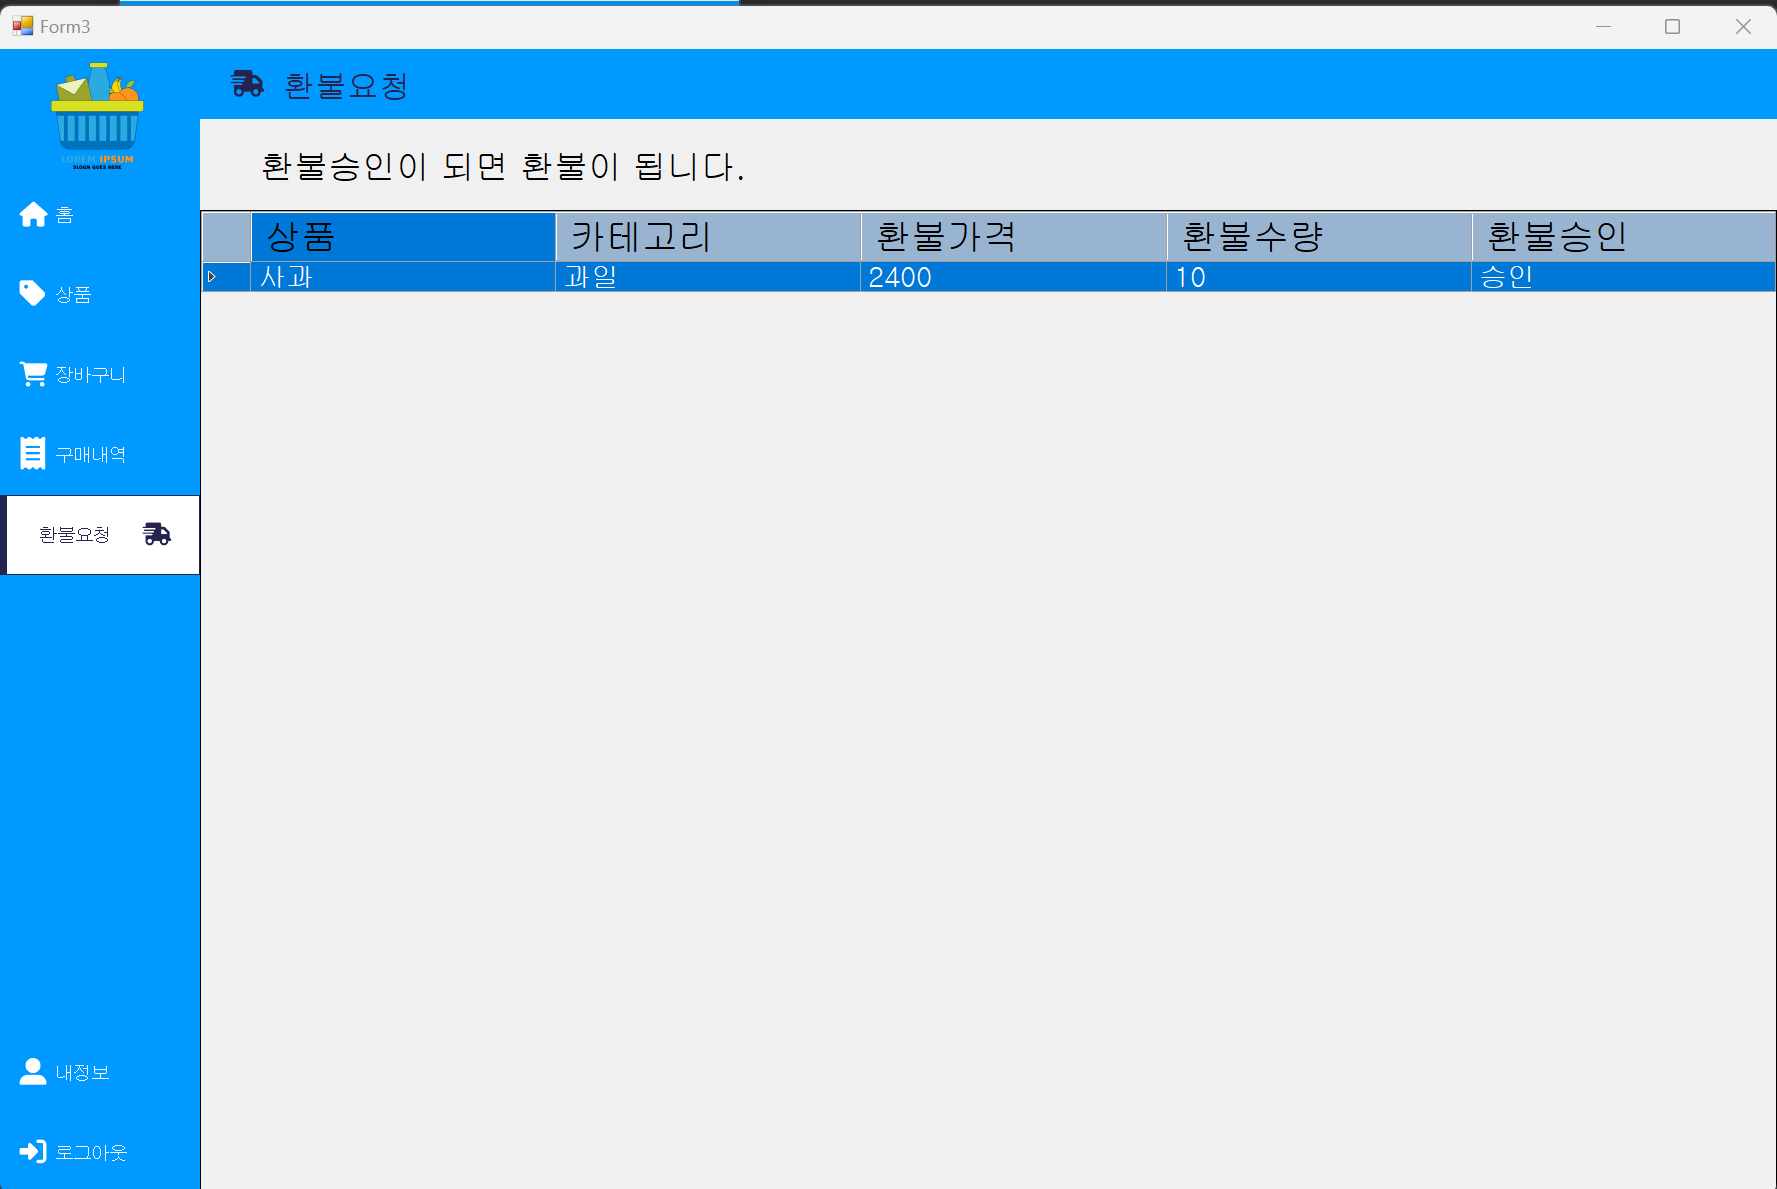 Form3
LOREM IPSUM
SLOGN GOES HERE
환불요청
홈
상품
장바구니
구매내역
환불요청
내정보
로그아웃
환불승인이 되면 환불이 됩니다.
상품 카테고리 환불가격 환불수량 환불승인
사과 과일 2400 10 승인